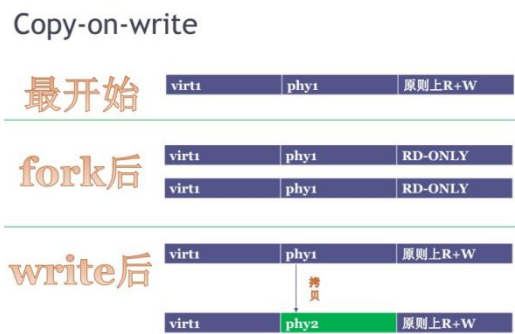 Copy-on-write
最开始 virt1 phy1 原则上R+W
fork后 virt1 phy1 RD-ONLY
virt1 phy1 RD-ONLY
write后 virt1 phy1 原则上R+W
拷
贝
virt1 phy2 原则上R+W